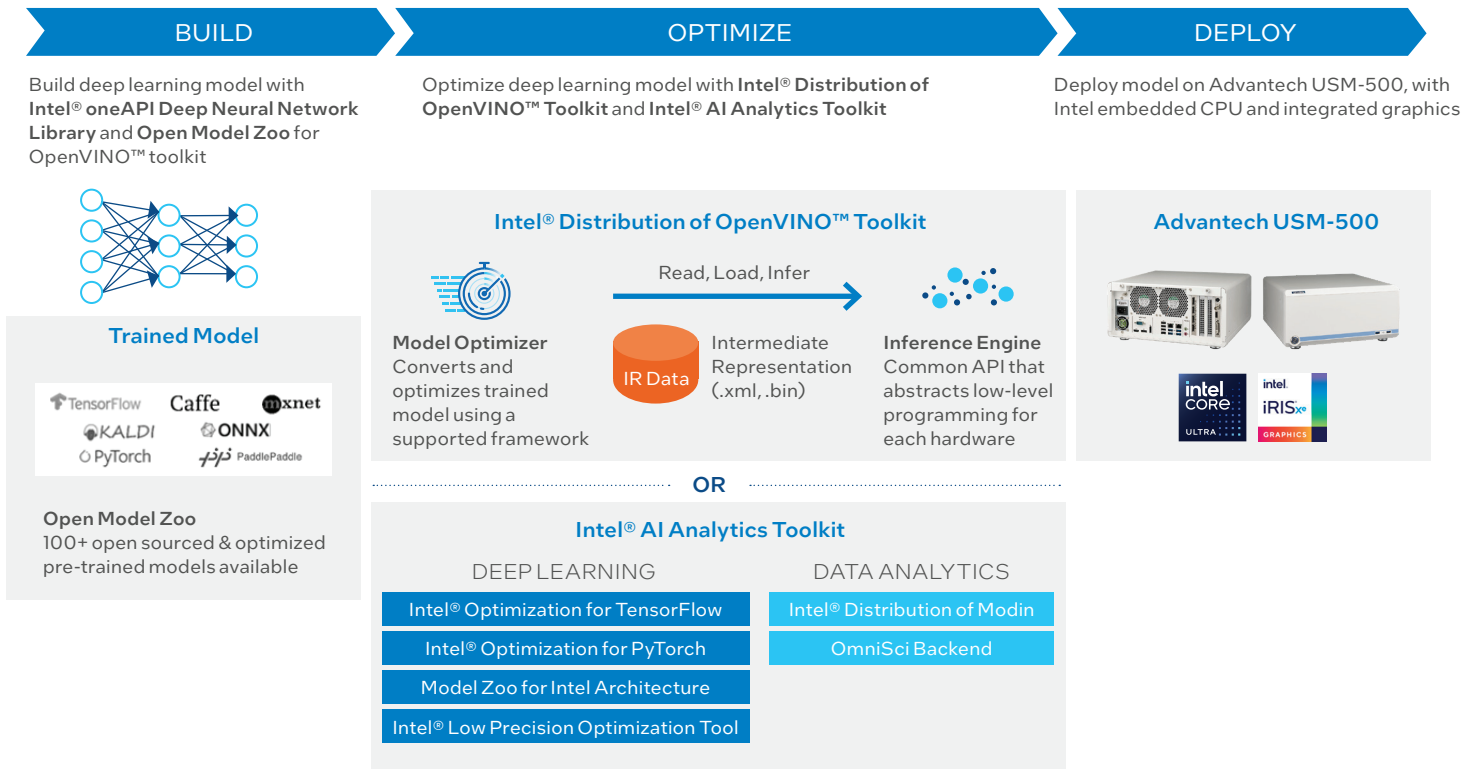 BUILD
OPTIMIZE
DEPLOY
Build deep learning model with
Intel® oneAPI Deep Neural Network
Library and Open Model Zoo for
OpenVINO™ toolkit
Optimize deep learning model with Intel® Distribution of
OpenVINO™ Toolkit and Intel® AI Analytics Toolkit
Deploy model on Advantech USM-500, with
Intel embedded CPU and integrated graphics
Trained Model
TensorFlow
Caffe
mxnet
KALDI
ONNX
PyTorch
PaddlePaddle
Open Model Zoo
100+ open sourced & optimized
pre-trained models available
Intel® Distribution of OpenVINO™ Toolkit
Read, Load, Infer
Model Optimizer
Converts and
optimizes trained
model using a
supported framework
IR Data
Intermediate
Representation
(.xml, .bin)
Inference Engine
Common API that
abstracts low-level
programming for
each hardware
OR
Intel® AI Analytics Toolkit
DEEP LEARNING
Intel® Optimization for TensorFlow
Intel® Optimization for PyTorch
Model Zoo for Intel Architecture
Intel® Low Precision Optimization Tool
DATA ANALYTICS
Intel® Distribution of Modin
OmniSci Backend
Advantech USM-500
intel
CORE
ULTRA
intel.
iRIS xe
GRAPHICS